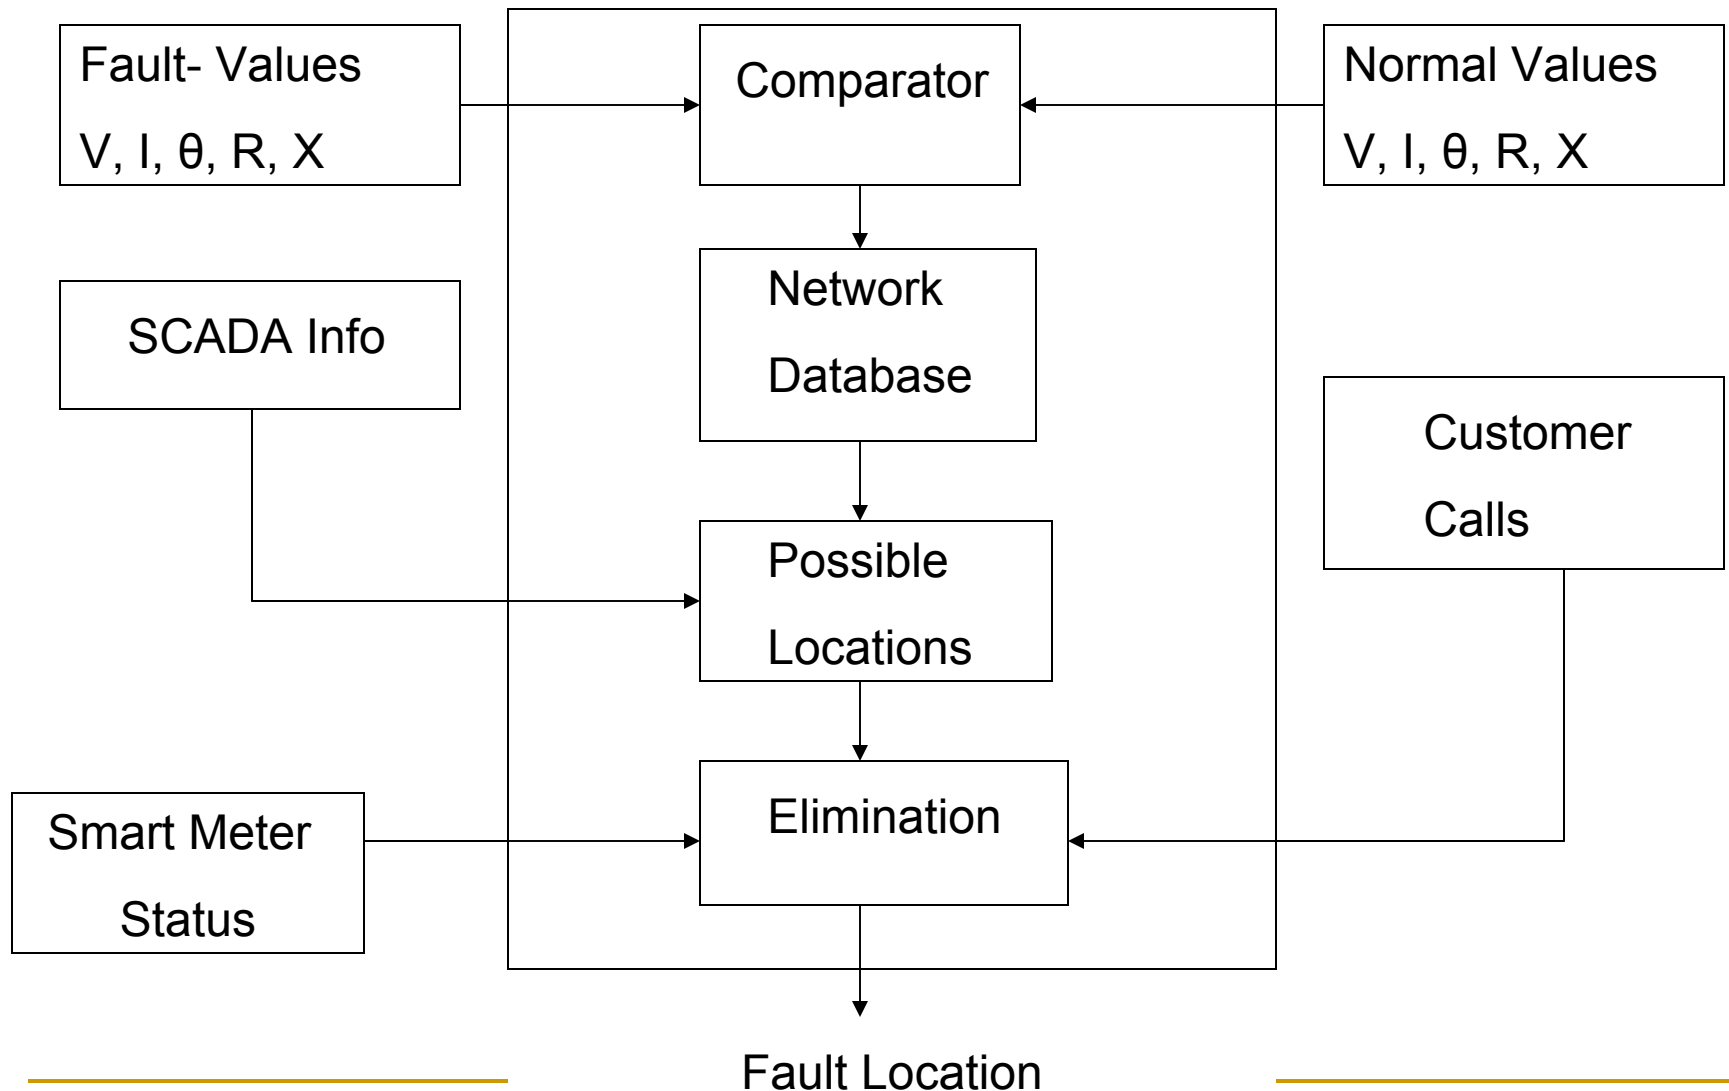 Fault- Values
V, I, θ, R, X
Comparator
Normal Values
V, I, θ, R, X
Network
Database
SCADA Info
Customer
Calls
Possible
Locations
Elimination
Smart Meter
Status
Fault Location